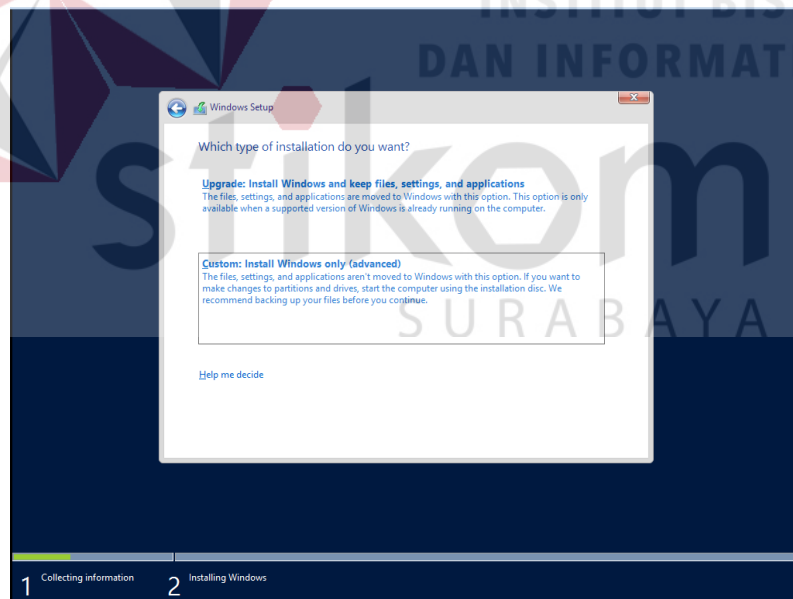 INSTITUT BIS
DAN INFORMAT
stikom
SURABAYA
Windows Setup
Which type of installation do you want?
Upgrade: Install Windows and keep files, settings, and applications
The files, settings, and applications are moved to Windows with this option. This option is only
available when a supported version of Windows is already running on the computer.
Custom: Install Windows only (advanced)
The files, settings, and applications aren't moved to Windows with this option. If you want to
make changes to partitions and drives, start the computer using the installation disc. We
recommend backing up your files before you continue.
Help me decide
1 Collecting information
2 Installing Windows